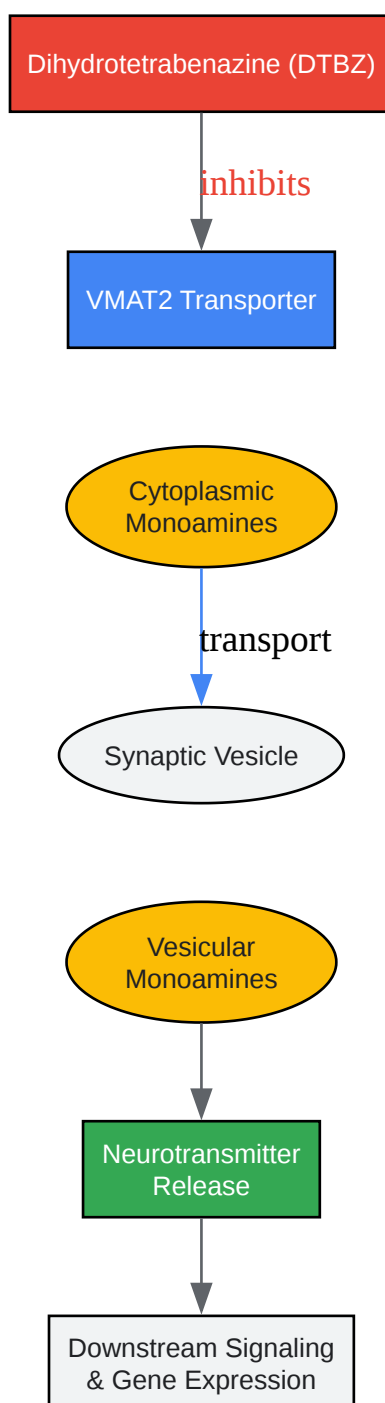 Dihydrotetrabenazine (DTBZ)
inhibits
VMAT2 Transporter
Cytoplasmic
Monoamines
transport
Synaptic Vesicle
Vesicular
Monoamines
Neurotransmitter
Release
Downstream Signaling
& Gene Expression